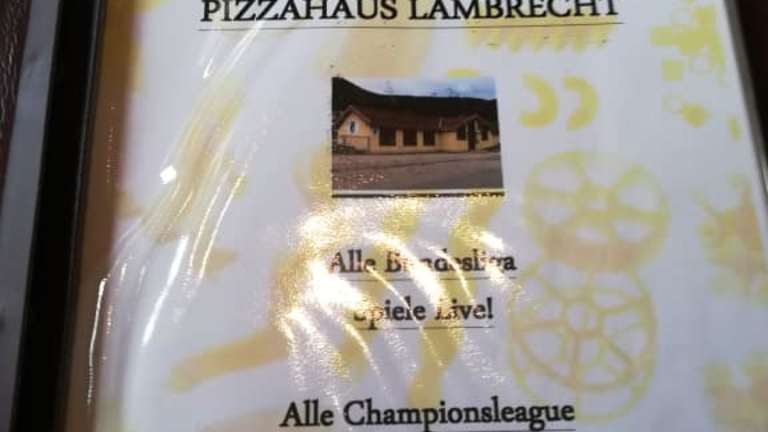 PIZZAHAUS LAMBRECHT
Alle Bundesliga
Spiele Live!
Alle Championsleague